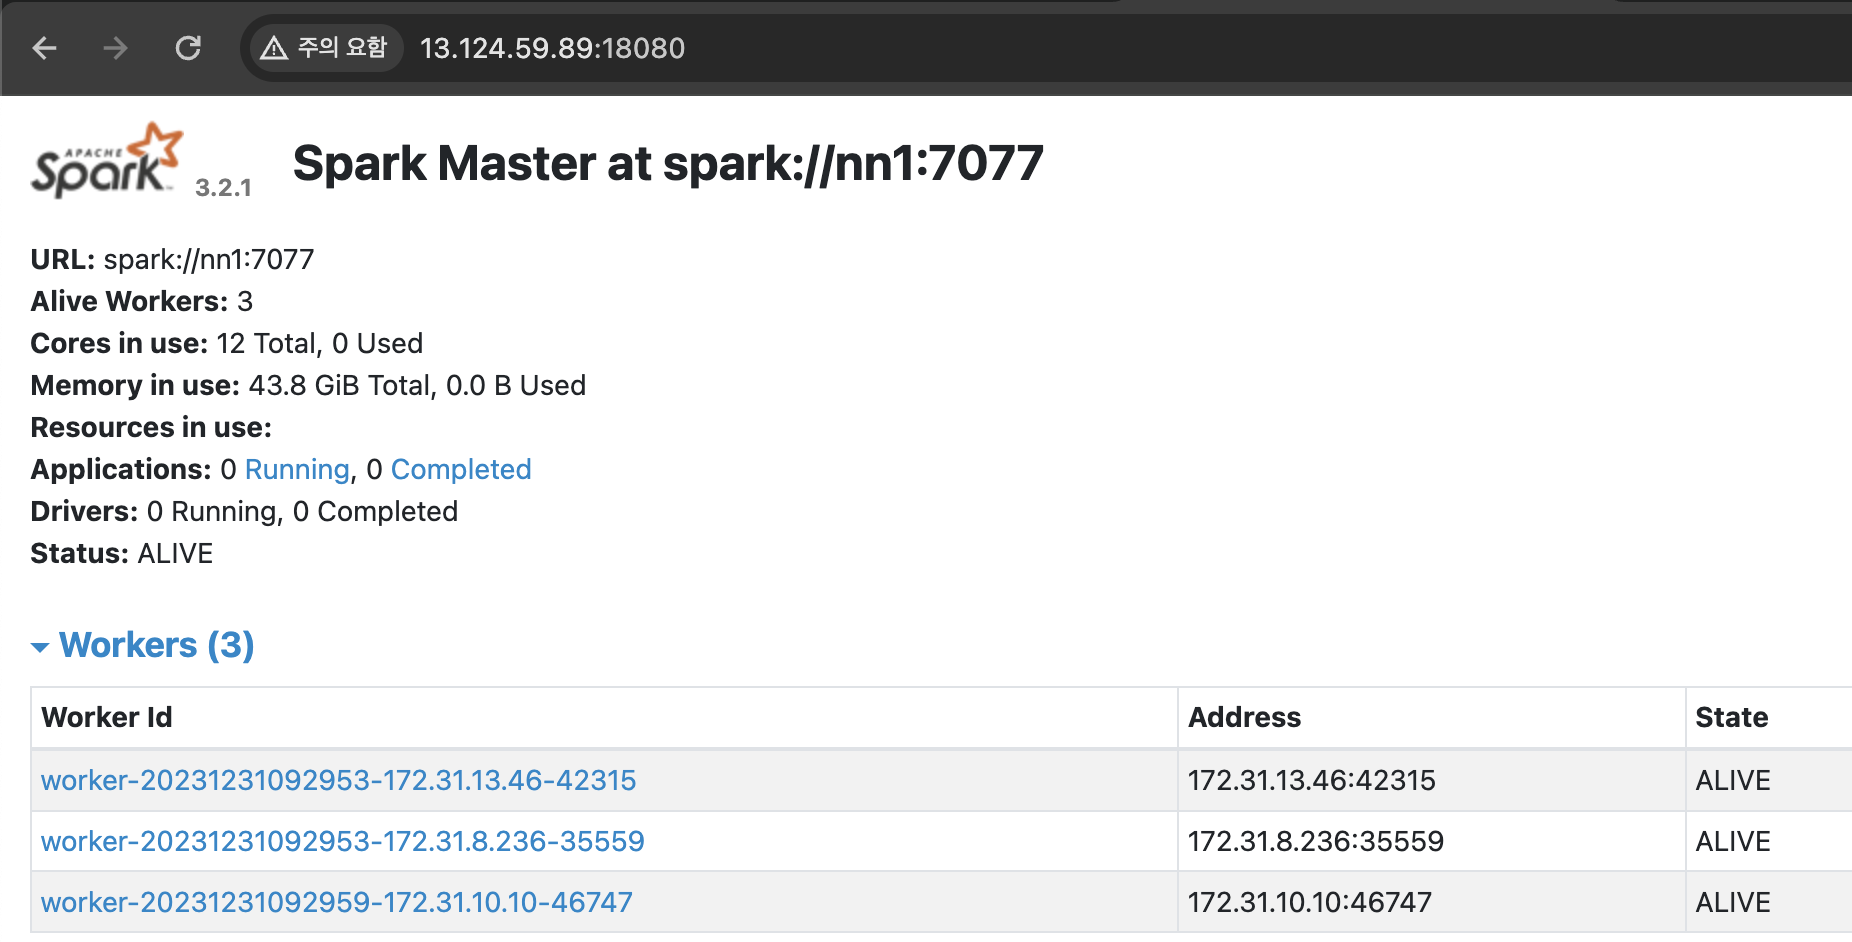 주의 요함 13.124.59.89:18080
APACHE
Spark™ 3.2.1 Spark Master at spark://nn1:7077
URL: spark://nn1:7077
Alive Workers: 3
Cores in use: 12 Total, 0 Used
Memory in use: 43.8 GiB Total, 0.0 B Used
Resources in use:
Applications: 0 Running, 0 Completed
Drivers: 0 Running, 0 Completed
Status: ALIVE
Workers (3)
Worker Id Address State
worker-20231231092953-172.31.13.46-42315 172.31.13.46:42315 ALIVE
worker-20231231092953-172.31.8.236-35559 172.31.8.236:35559 ALIVE
worker-20231231092959-172.31.10.10-46747 172.31.10.10:46747 ALIVE